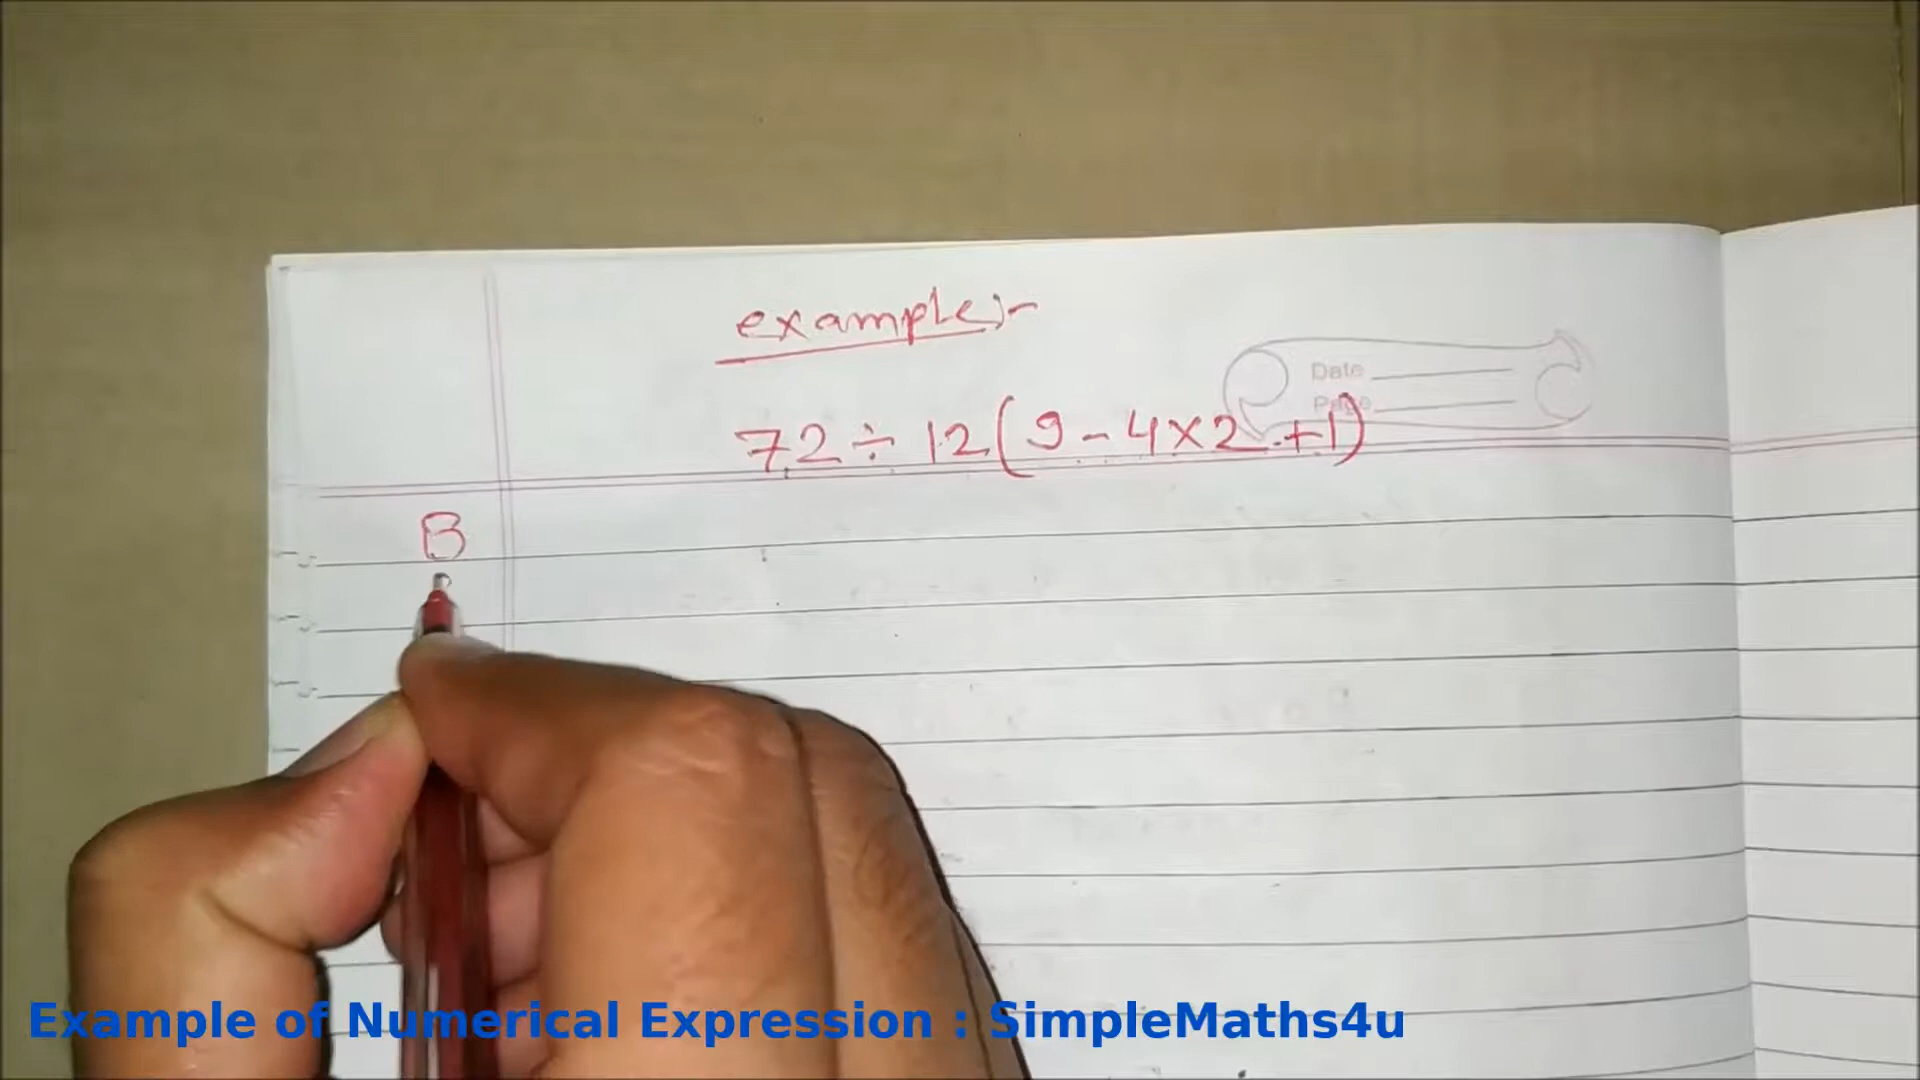 example:-
Date
Page
72 ÷ 12(9 - 4 × 2 + 1)
B
Example of Numerical Expression : SimpleMaths4u